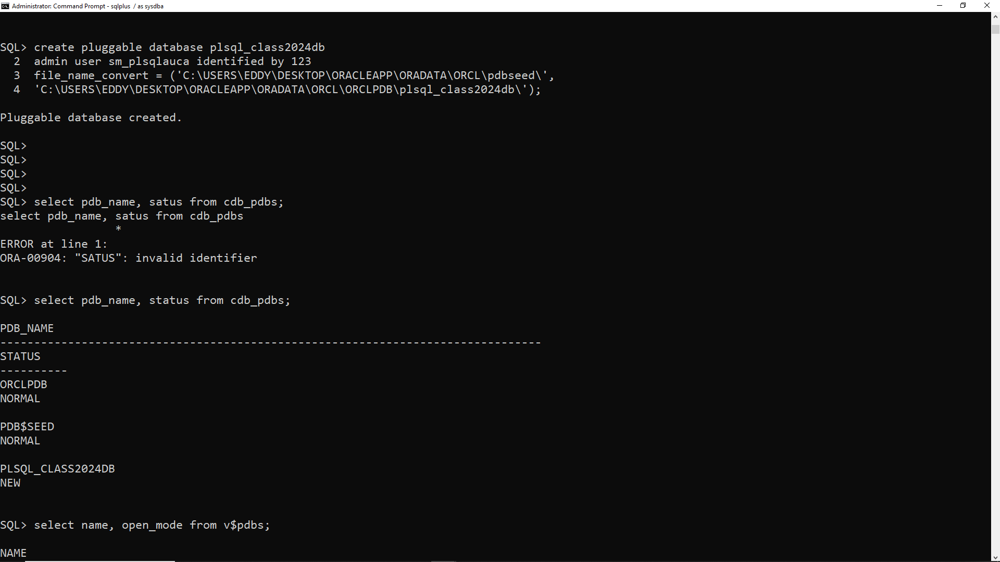 Administrator: Command Prompt - sqlplus  / as sysdba
SQL> create pluggable database plsql_class2024db
  2  admin user sm_plsqlauca identified by 123
  3  file_name_convert = ('C:\USERS\EDDY\DESKTOP\ORACLEAPP\ORADATA\ORCL\pdbseed\',
  4  'C:\USERS\EDDY\DESKTOP\ORACLEAPP\ORADATA\ORCL\ORCLPDB\plsql_class2024db\');
Pluggable database created.
SQL>
SQL>
SQL>
SQL>
SQL> select pdb_name, satus from cdb_pdbs;
select pdb_name, satus from cdb_pdbs
                 *
ERROR at line 1:
ORA-00904: "SATUS": invalid identifier
SQL> select pdb_name, status from cdb_pdbs;
PDB_NAME
--------------------------------------------------------------------------------
STATUS
----------
ORCLPDB
NORMAL
PDB$SEED
NORMAL
PLSQL_CLASS2024DB
NEW
SQL> select name, open_mode from v$pdbs;
NAME